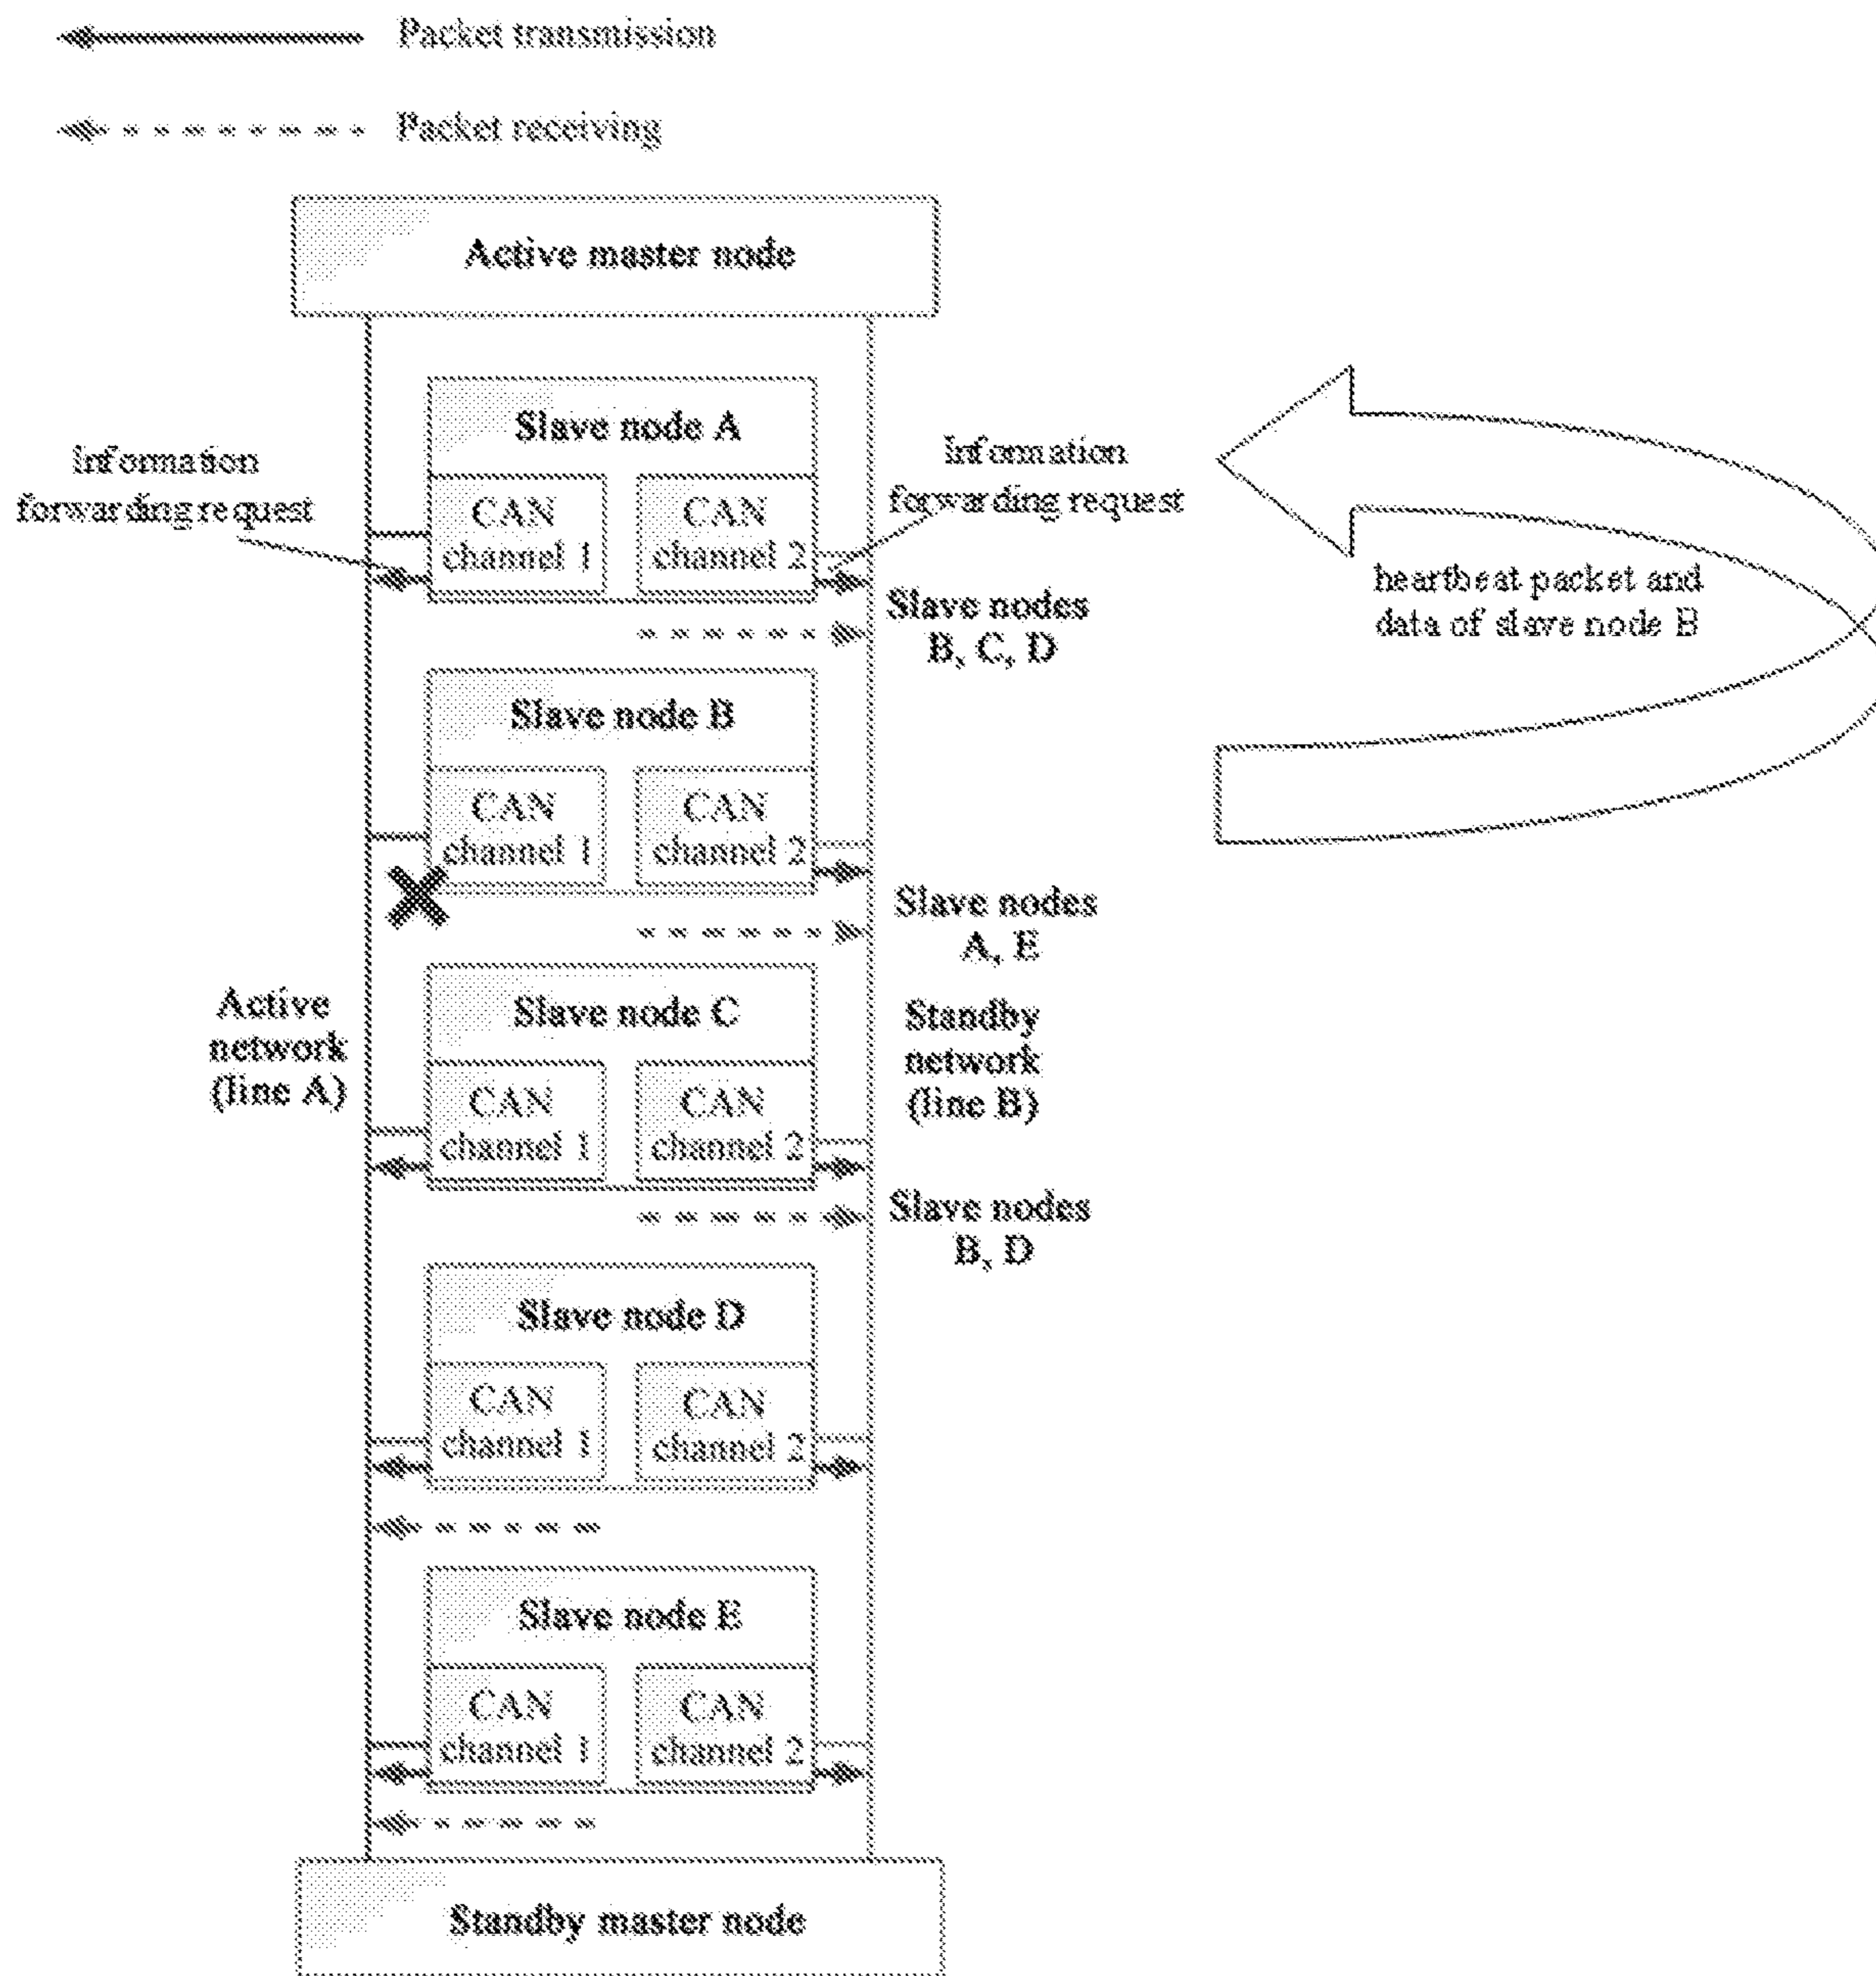 Packet transmission
Packet receiving
Active master node
Slave node A
Information
forwarding request
CAN
channel 1
CAN
channel 2
Information
forwarding request
Slave nodes
B, C, D
heartbeat packet and
data of slave node B
Slave node B
CAN
channel 1
CAN
channel 2
Slave nodes
A, E
Active
network
(line A)
Slave node C
CAN
channel 1
CAN
channel 2
Standby
network
(line B)
Slave nodes
B, D
Slave node D
CAN
channel 1
CAN
channel 2
Slave node E
CAN
channel 1
CAN
channel 2
Standby master node